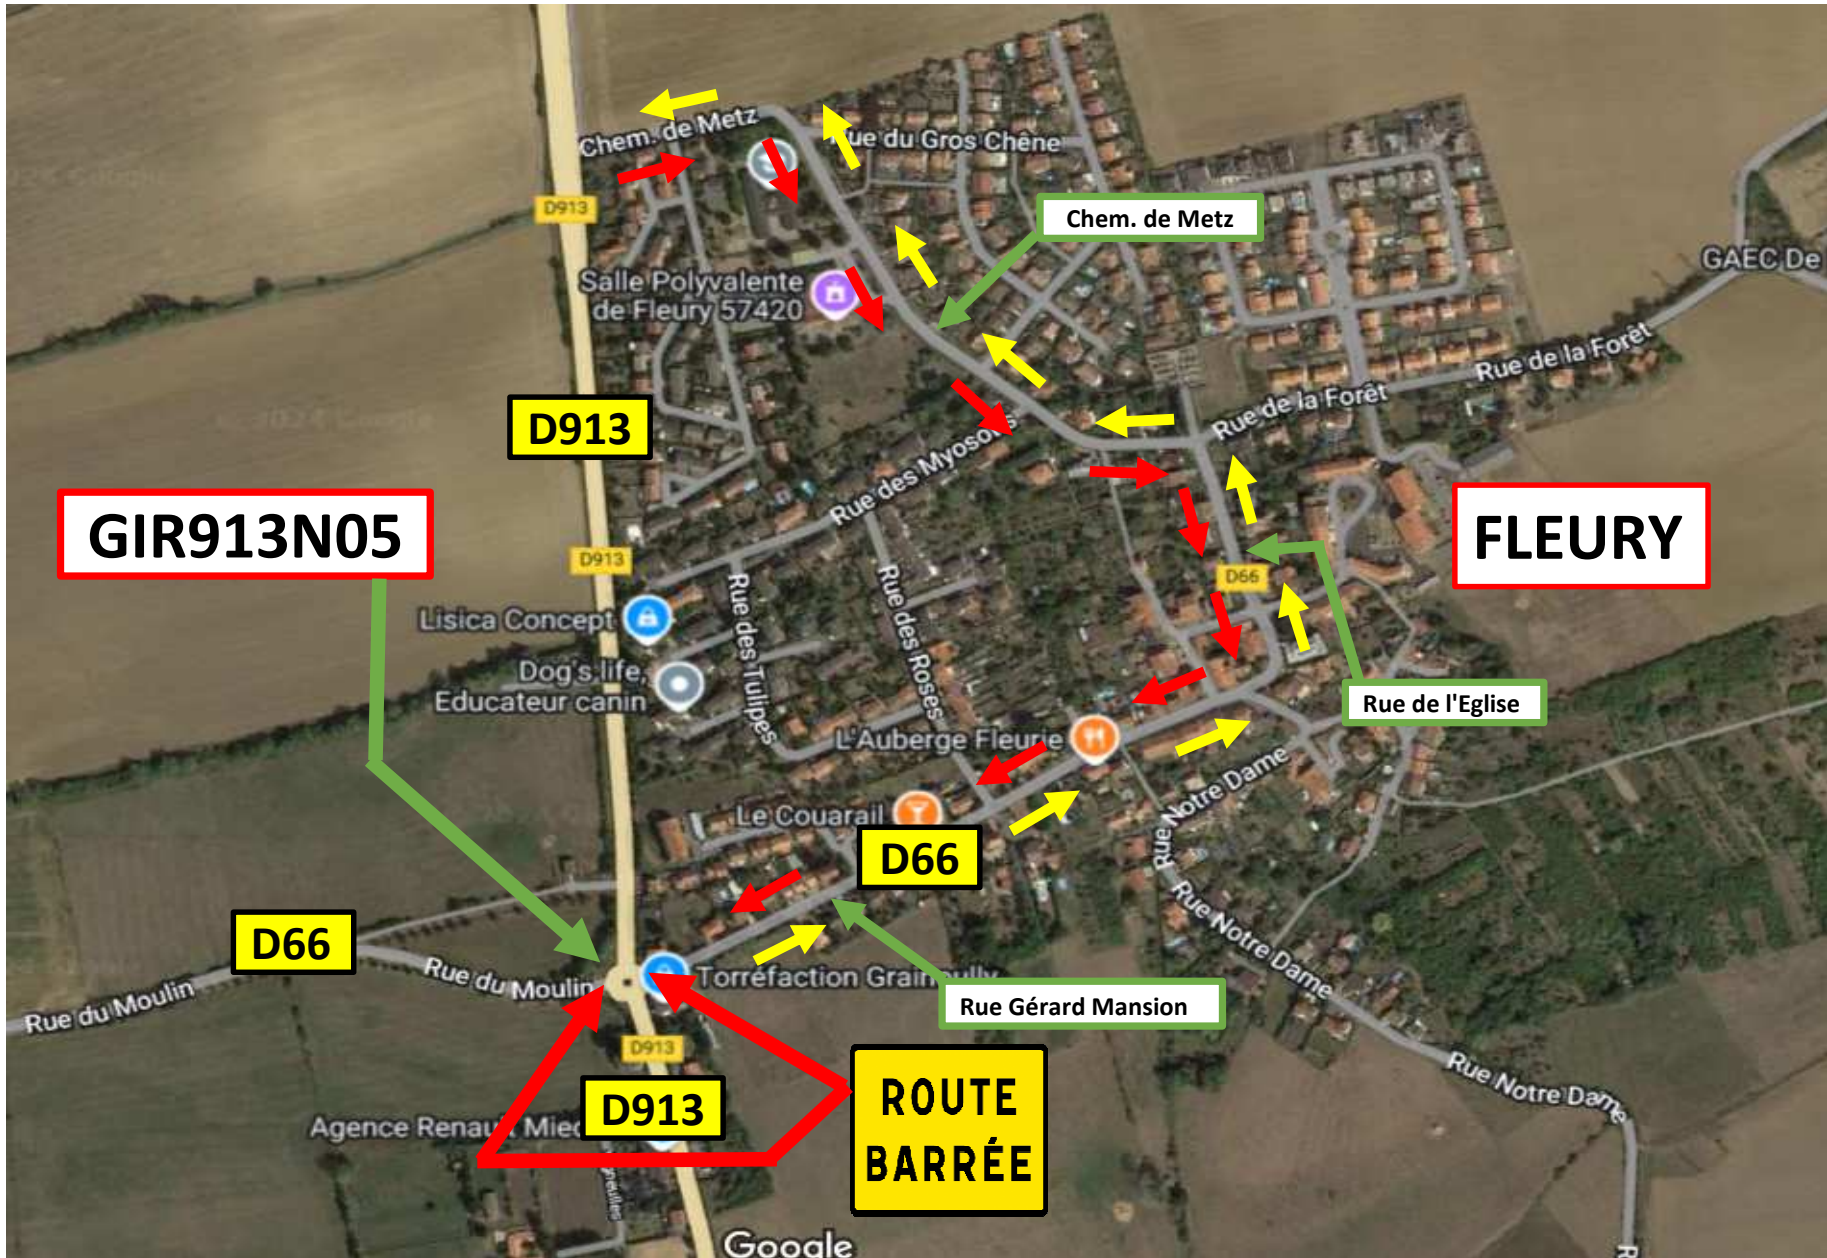 Chem. de Metz
Rue du Gros Chêne
D913
Chem. de Metz
GAEC De
Salle Polyvalente
de Fleury 57420
Rue de la Forêt
Rue de la Forêt
D913
Rue des Myosotis
GIR913N05
FLEURY
D913
D66
Lisica Concept
Rue des Tulipes
Rue des Roses
Dog's life,
Educateur canin
Rue de l'Eglise
L'Auberge Fleurie
Rue Notre Dame
Le Couarail
D66
Rue Notre Dame
D66
Rue du Moulin
Rue du Moulin
Torréfaction
Rue Gérard Mansion
D913
ROUTE
BARRÉE
D913
Agence Renault
Rue Notre Dame
Google